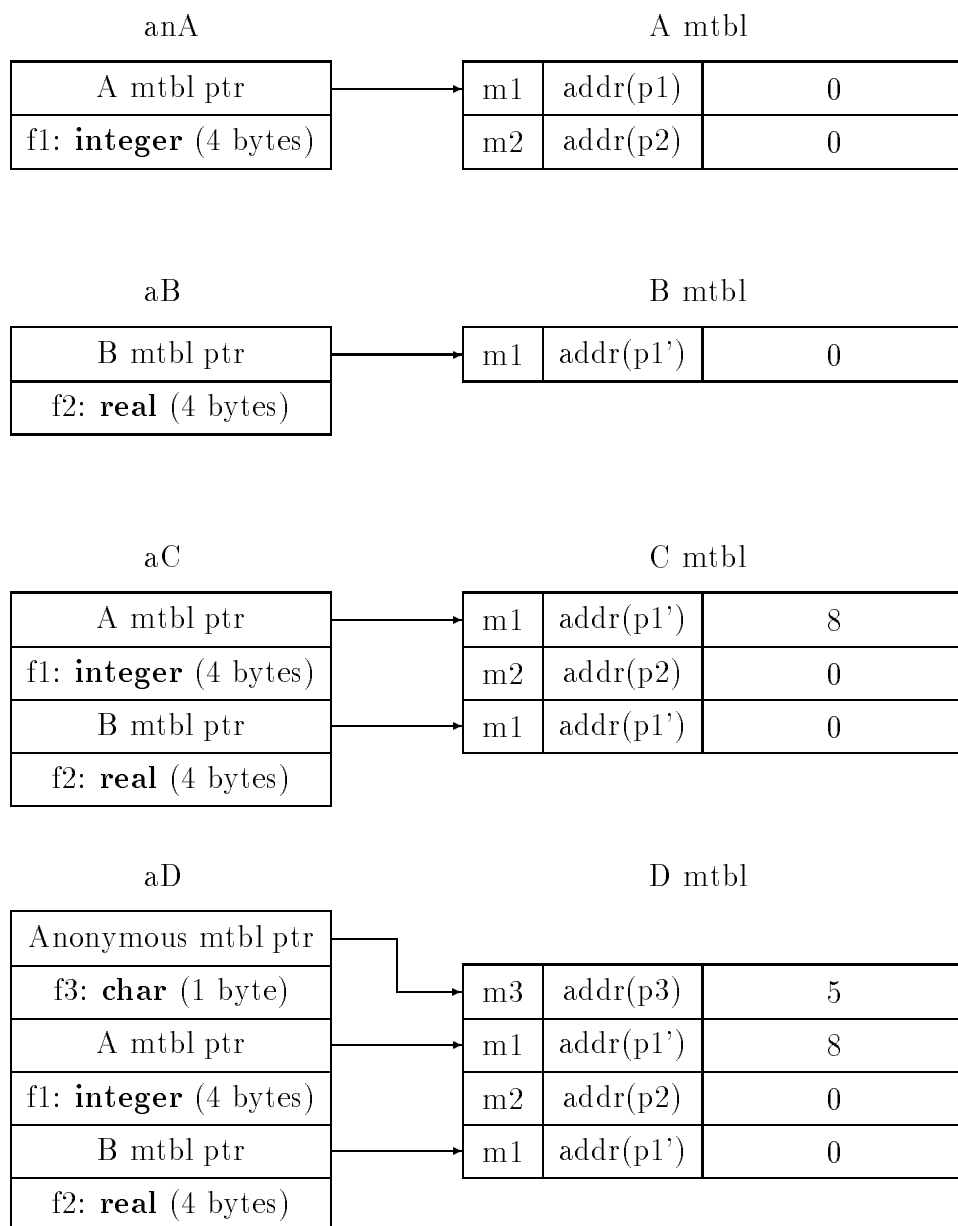 anA A mtbl
A mtbl ptr m1 addr(p1) 0
f1: integer (4 bytes) m2 addr(p2) 0
aB B mtbl
B mtbl ptr m1 addr(p1') 0
f2: real (4 bytes)
aC C mtbl
A mtbl ptr m1 addr(p1') 8
f1: integer (4 bytes) m2 addr(p2) 0
B mtbl ptr m1 addr(p1') 0
f2: real (4 bytes)
aD D mtbl
Anonymous mtbl ptr
f3: char (1 byte) m3 addr(p3) 5
A mtbl ptr m1 addr(p1') 8
f1: integer (4 bytes) m2 addr(p2) 0
B mtbl ptr m1 addr(p1') 0
f2: real (4 bytes)